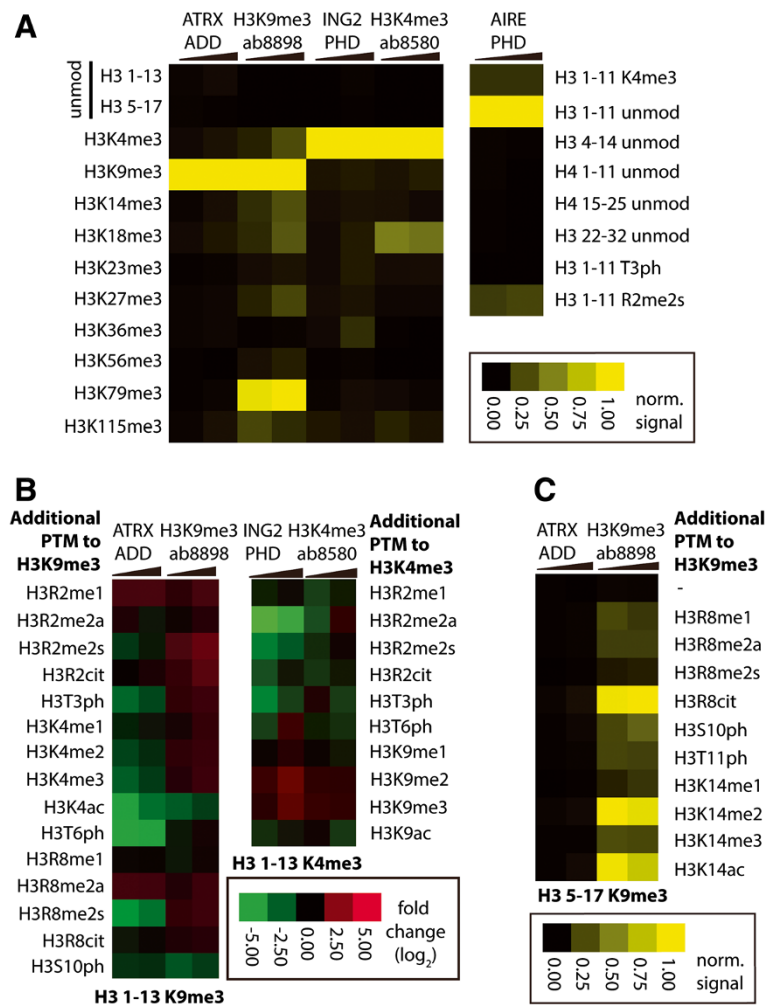 A
ATRX ADD
H3K9me3 ab8898
ING2 PHD
H3K4me3 ab8580
AIRE PHD
unmod
H3 1-13
H3 5-17
H3K4me3
H3K9me3
H3K14me3
H3K18me3
H3K23me3
H3K27me3
H3K36me3
H3K56me3
H3K79me3
H3K115me3
H3 1-11 K4me3
H3 1-11 unmod
H3 4-14 unmod
H4 1-11 unmod
H4 15-25 unmod
H3 22-32 unmod
H3 1-11 T3ph
H3 1-11 R2me2s
0.00
0.25
0.50
0.75
1.00
norm.
signal
B
Additional
PTM to
H3K9me3
ATRX ADD
H3K9me3 ab8898
H3R2me1
H3R2me2a
H3R2me2s
H3R2cit
H3T3ph
H3K4me1
H3K4me2
H3K4me3
H3K4ac
H3T6ph
H3R8me1
H3R8me2a
H3R8me2s
H3R8cit
H3S10ph
H3 1-13 K9me3
ING2 PHD
H3K4me3 ab8580
Additional
PTM to
H3K4me3
H3R2me1
H3R2me2a
H3R2me2s
H3R2cit
H3T3ph
H3T6ph
H3K9me1
H3K9me2
H3K9me3
H3K9ac
H3 1-13 K4me3
-5.00
-2.50
0.00
2.50
5.00
fold
change
(log2)
C
ATRX ADD
H3K9me3 ab8898
Additional
PTM to
H3K9me3
-
H3R8me1
H3R8me2a
H3R8me2s
H3R8cit
H3S10ph
H3T11ph
H3K14me1
H3K14me2
H3K14me3
H3K14ac
H3 5-17 K9me3
0.00
0.25
0.50
0.75
1.00
norm.
signal